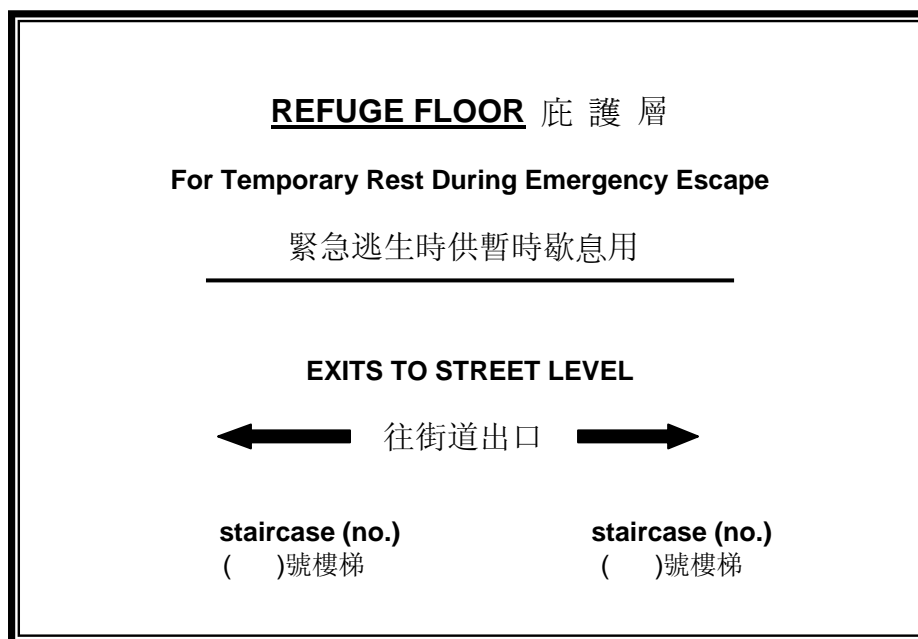 REFUGE FLOOR 庇護層
For Temporary Rest During Emergency Escape
緊急逃生時供暫時歇息用
EXITS TO STREET LEVEL
往街道出口
staircase (no.) staircase (no.)
(    )號樓梯 (    )號樓梯